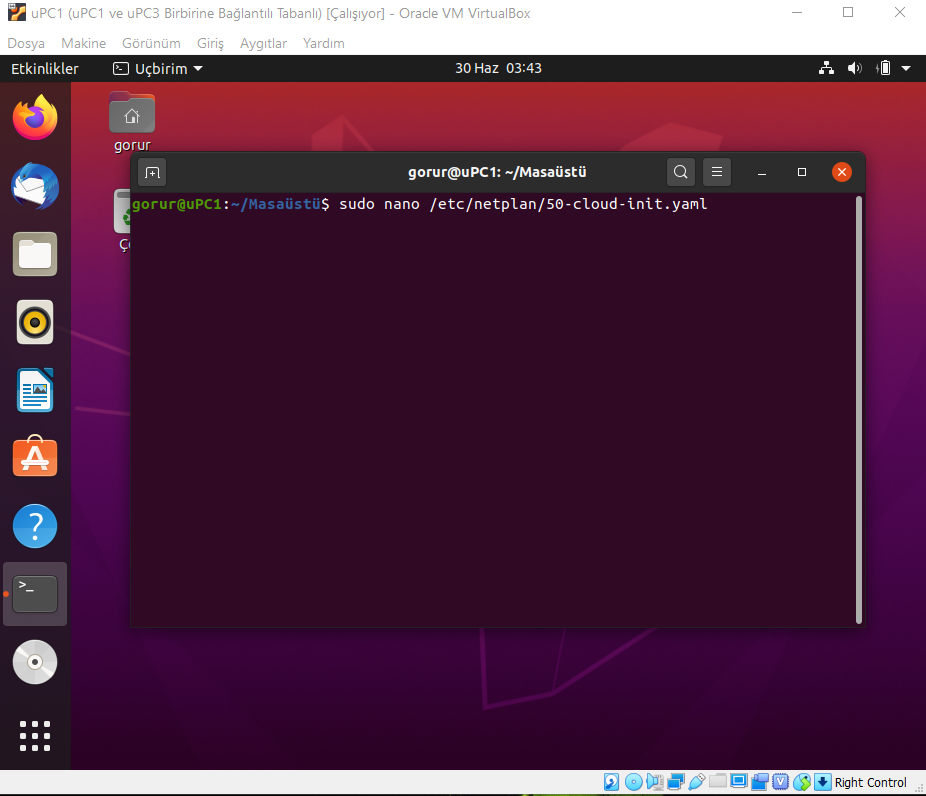 uPC1 (uPC1 ve uPC3 Birbirine Bağlantılı Tabanlı) [Çalışıyor] - Oracle VM VirtualBox
Dosya Makine Görünüm Giriş Aygıtlar Yardım
Etkinlikler Uçbirim 30 Haz 03:43
gorur
gorur@uPC1: ~/Masaüstü
gorur@uPC1:~/Masaüstü$ sudo nano /etc/netplan/50-cloud-init.yaml
Right Control